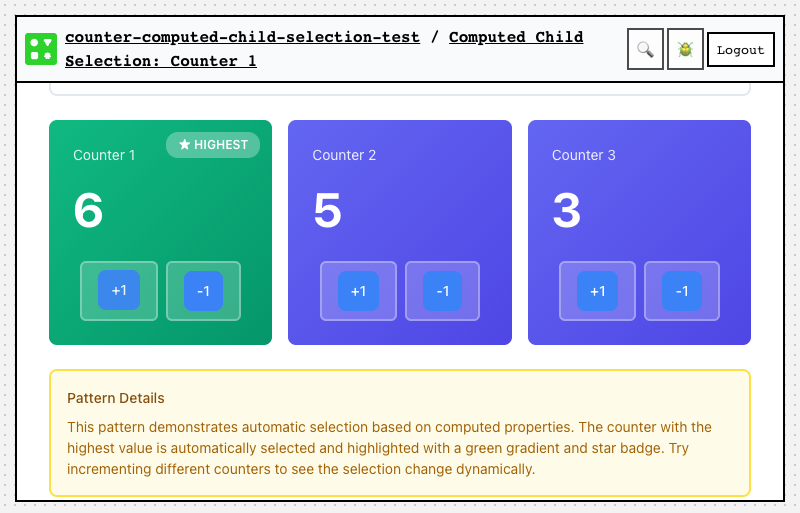 counter-computed-child-selection-test / Computed Child
Selection: Counter 1
Logout
Counter 1
HIGHEST
6
+1
-1
Counter 2
5
+1
-1
Counter 3
3
+1
-1
Pattern Details
This pattern demonstrates automatic selection based on computed properties. The counter with the
highest value is automatically selected and highlighted with a green gradient and star badge. Try
incrementing different counters to see the selection change dynamically.